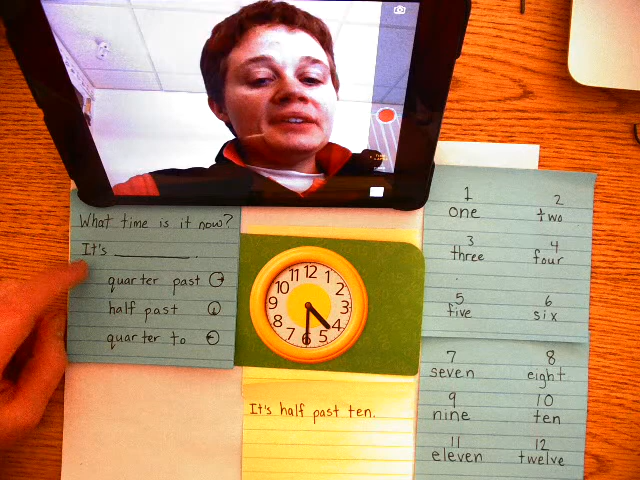 What time is it now?
It's ________.
quarter past
half past
quarter to
12
1
2
3
4
5
6
7
8
9
10
11
It's half past ten.
1 2
one two
3 4
three four
5 6
five six
7 8
seven eight
9 10
nine ten
11 12
eleven twelve